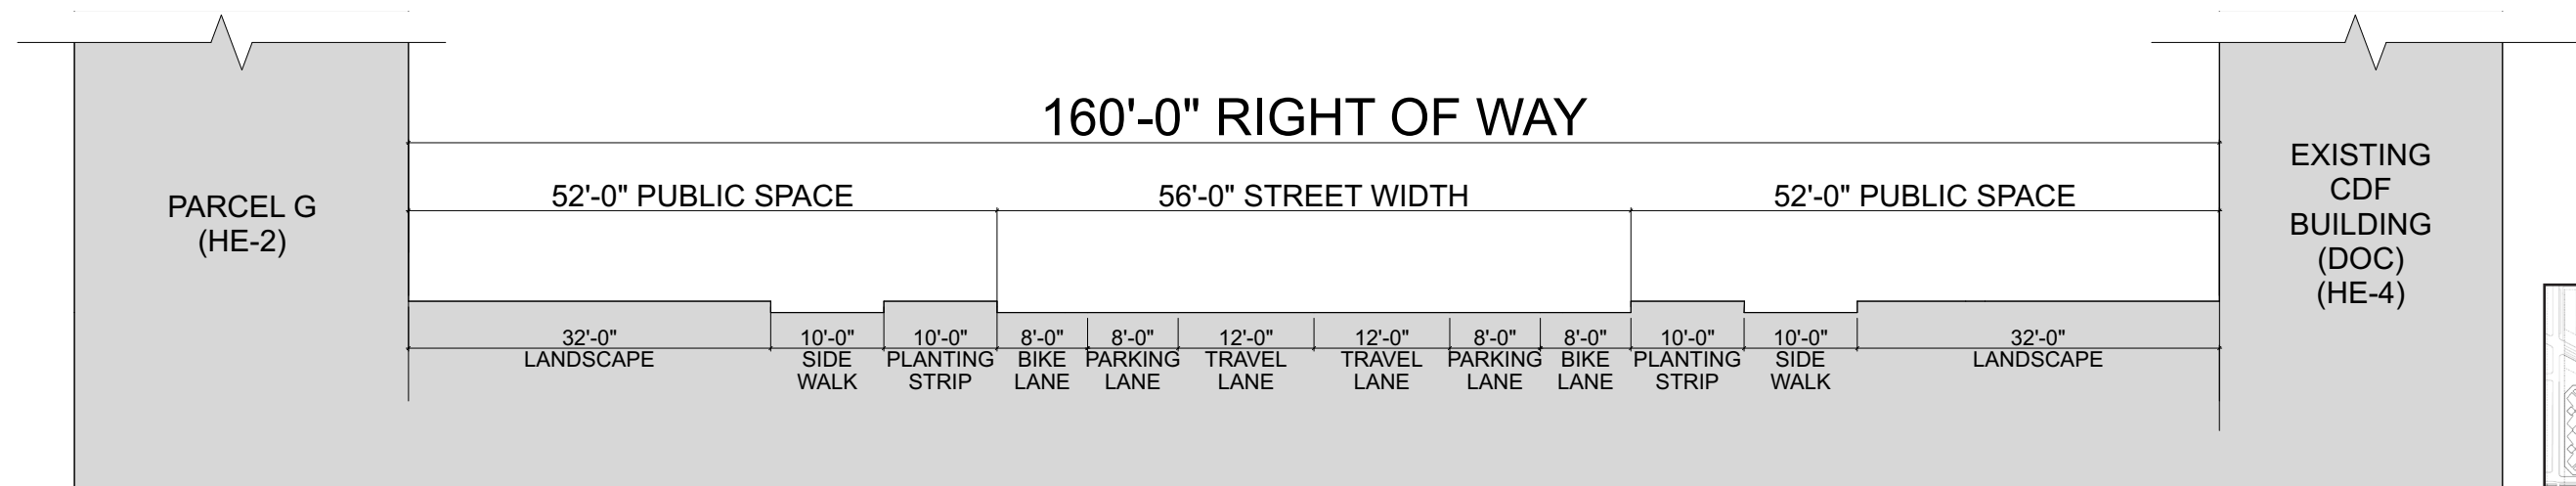 160'-0" RIGHT OF WAY
52'-0" PUBLIC SPACE
56'-0" STREET WIDTH
52'-0" PUBLIC SPACE
PARCEL G
(HE-2)
EXISTING
CDF
BUILDING
(DOC)
(HE-4)
32'-0"
LANDSCAPE
10'-0"
SIDE
WALK
10'-0"
PLANTING
STRIP
8'-0"
BIKE
LANE
8'-0"
PARKING
LANE
12'-0"
TRAVEL
LANE
12'-0"
TRAVEL
LANE
8'-0"
PARKING
LANE
8'-0"
BIKE
LANE
10'-0"
PLANTING
STRIP
10'-0"
SIDE
WALK
32'-0"
LANDSCAPE